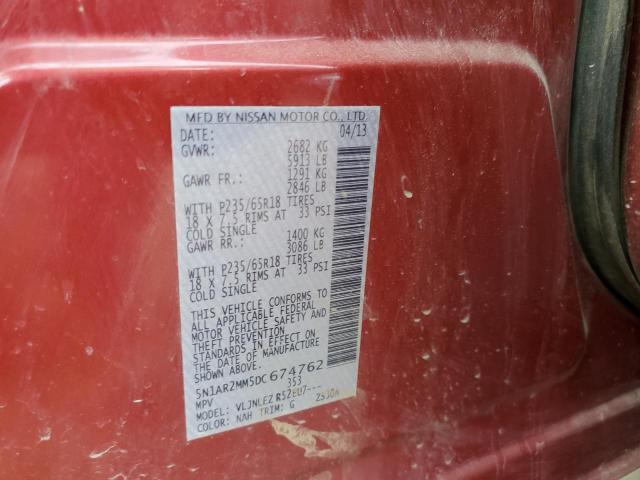 MFD BY NISSAN MOTOR CO., LTD.
DATE: 04/13
GVWR: 2682 KG
5913 LB
GAWR FR.: 1291 KG
2846 LB
WITH P235/65R18 TIRES
18 X 7.5 RIMS AT 33 PSI
COLD SINGLE
GAWR RR.: 1400 KG
3086 LB
WITH P235/65R18 TIRES
18 X 7.5 RIMS AT 33 PSI
COLD SINGLE
THIS VEHICLE CONFORMS TO
ALL APPLICABLE FEDERAL
MOTOR VEHICLE SAFETY AND
THEFT PREVENTION
STANDARDS IN EFFECT ON
THE DATE OF MANUFACTURE
SHOWN ABOVE.
5N1AR2MM5DC674762
MPV 353
MODEL:
COLOR: NAH TRIM: G